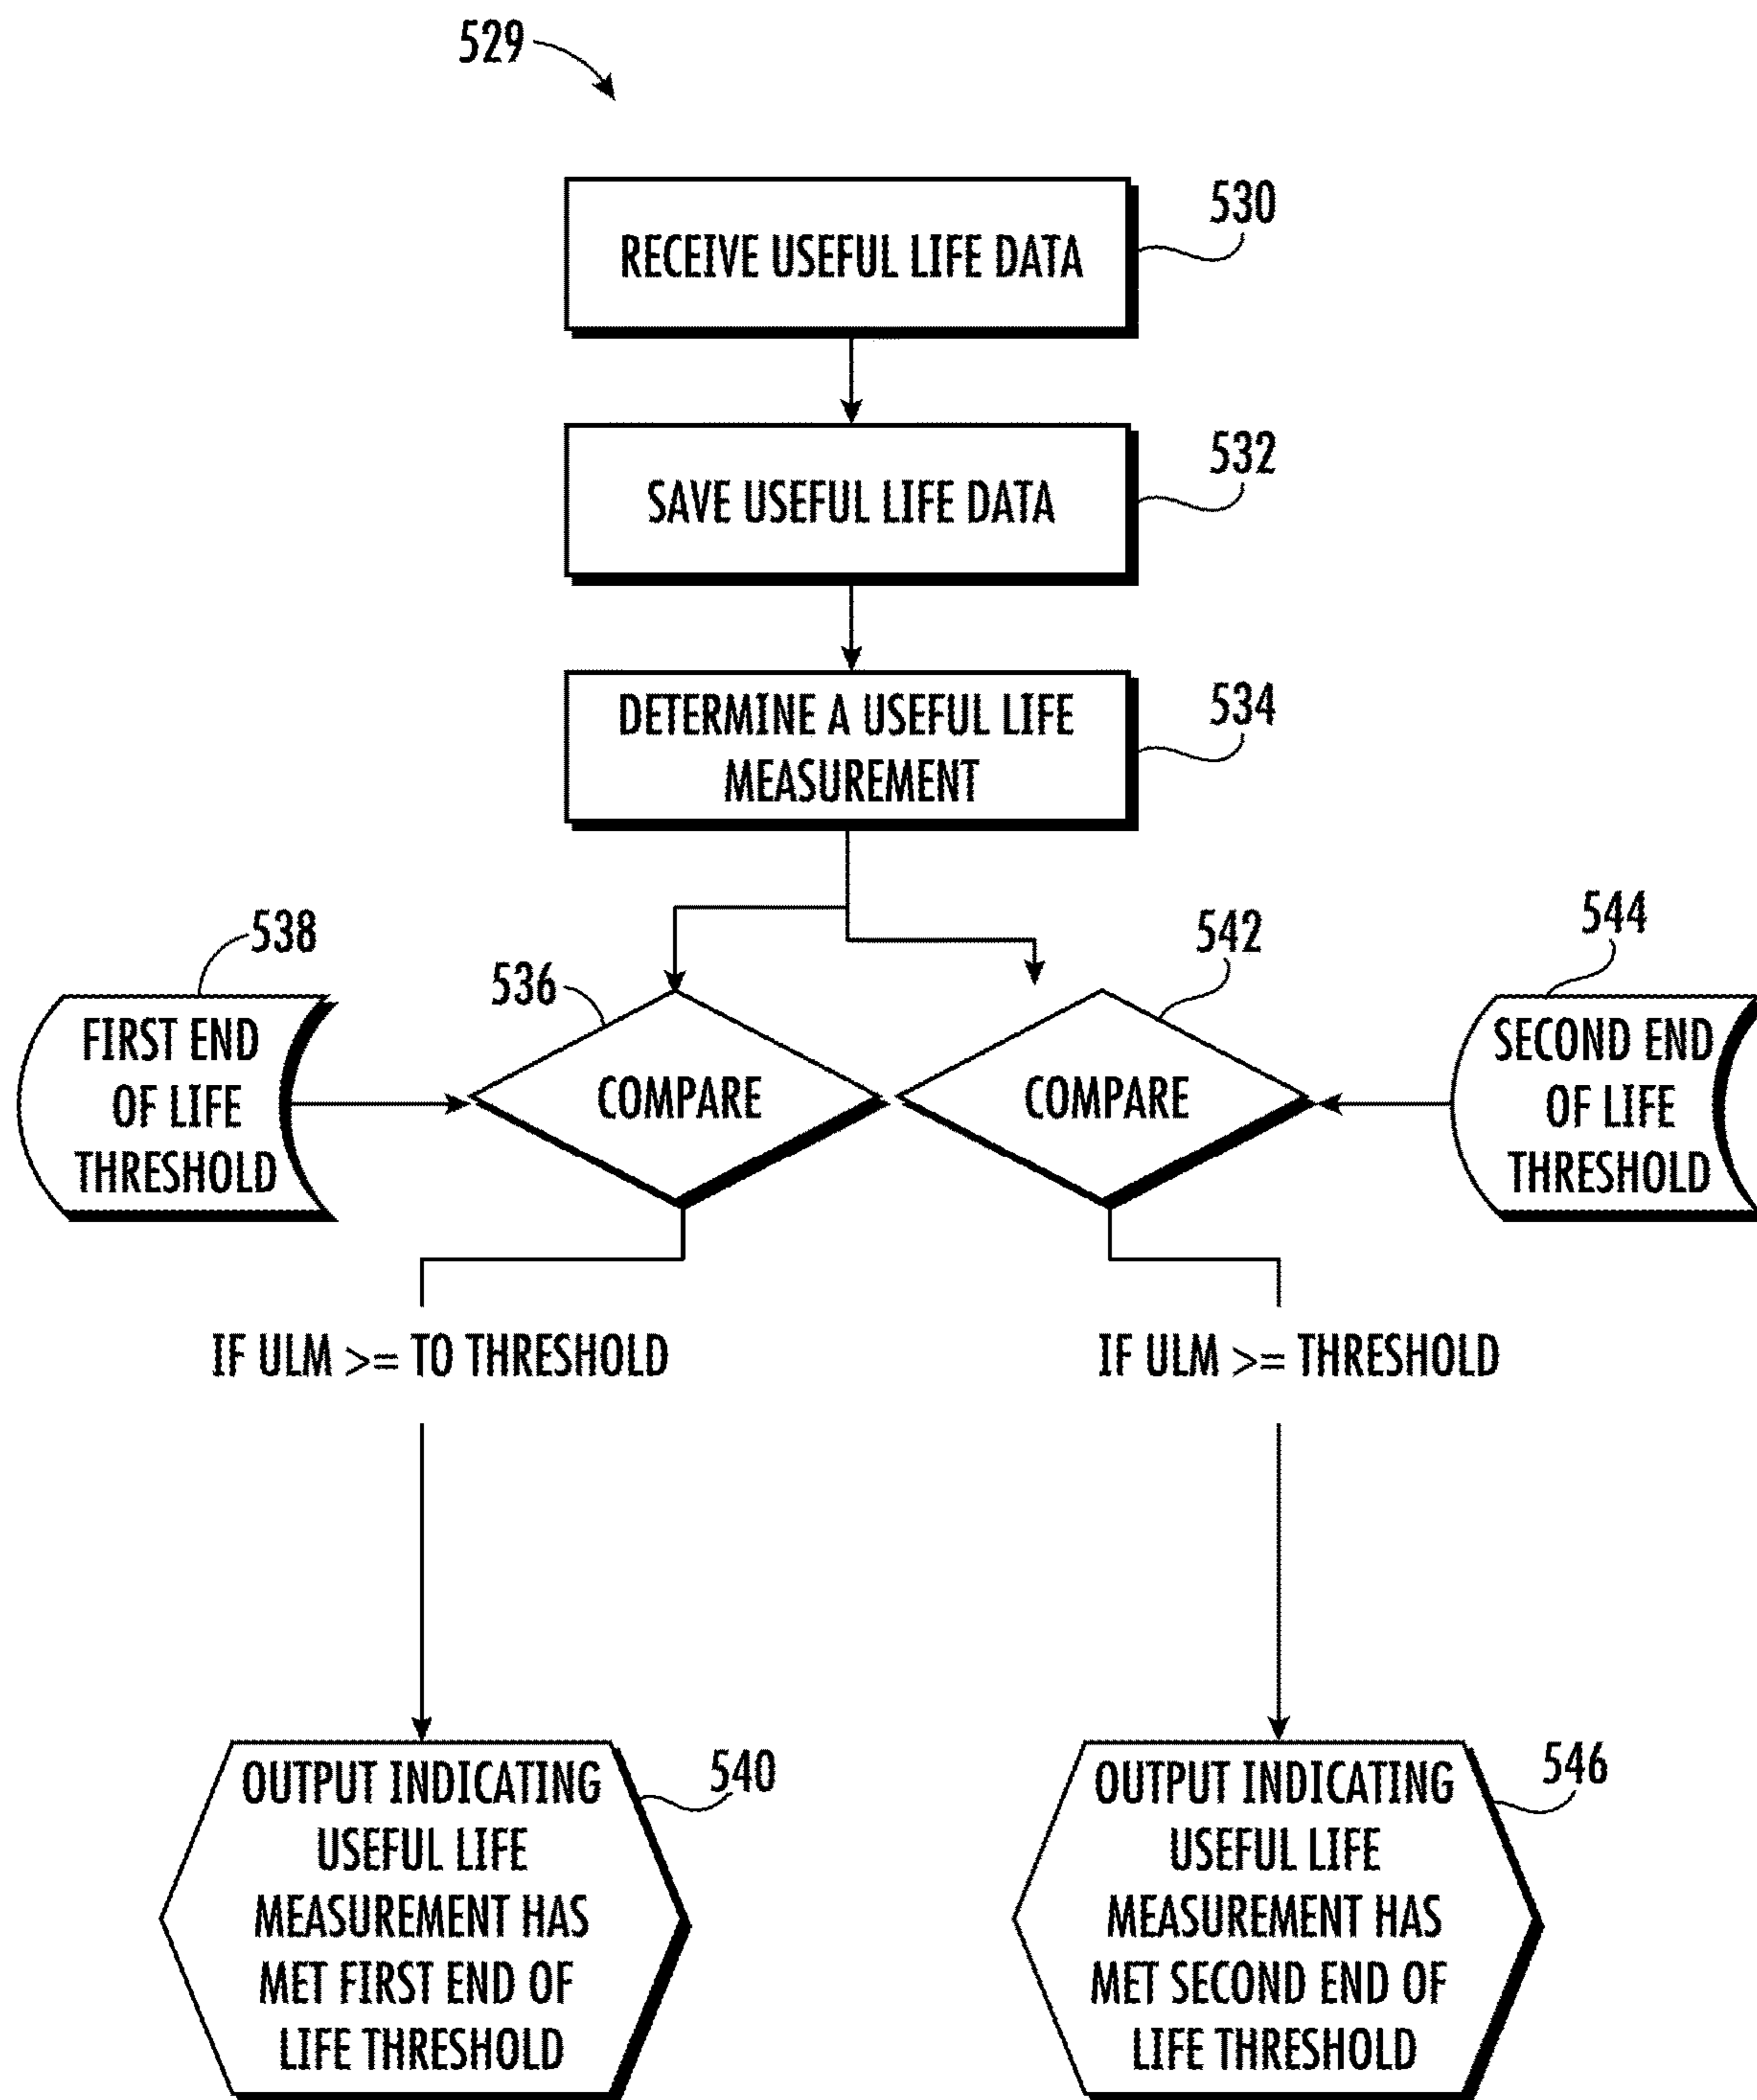 529
530
RECEIVE USEFUL LIFE DATA
532
SAVE USEFUL LIFE DATA
534
DETERMINE A USEFUL LIFE
MEASUREMENT
538
536
542
544
FIRST END
OF LIFE
THRESHOLD
COMPARE
COMPARE
SECOND END
OF LIFE
THRESHOLD
IF ULM >= TO THRESHOLD
IF ULM >= THRESHOLD
540
OUTPUT INDICATING
USEFUL LIFE
MEASUREMENT HAS
MET FIRST END OF
LIFE THRESHOLD
546
OUTPUT INDICATING
USEFUL LIFE
MEASUREMENT HAS
MET SECOND END OF
LIFE THRESHOLD